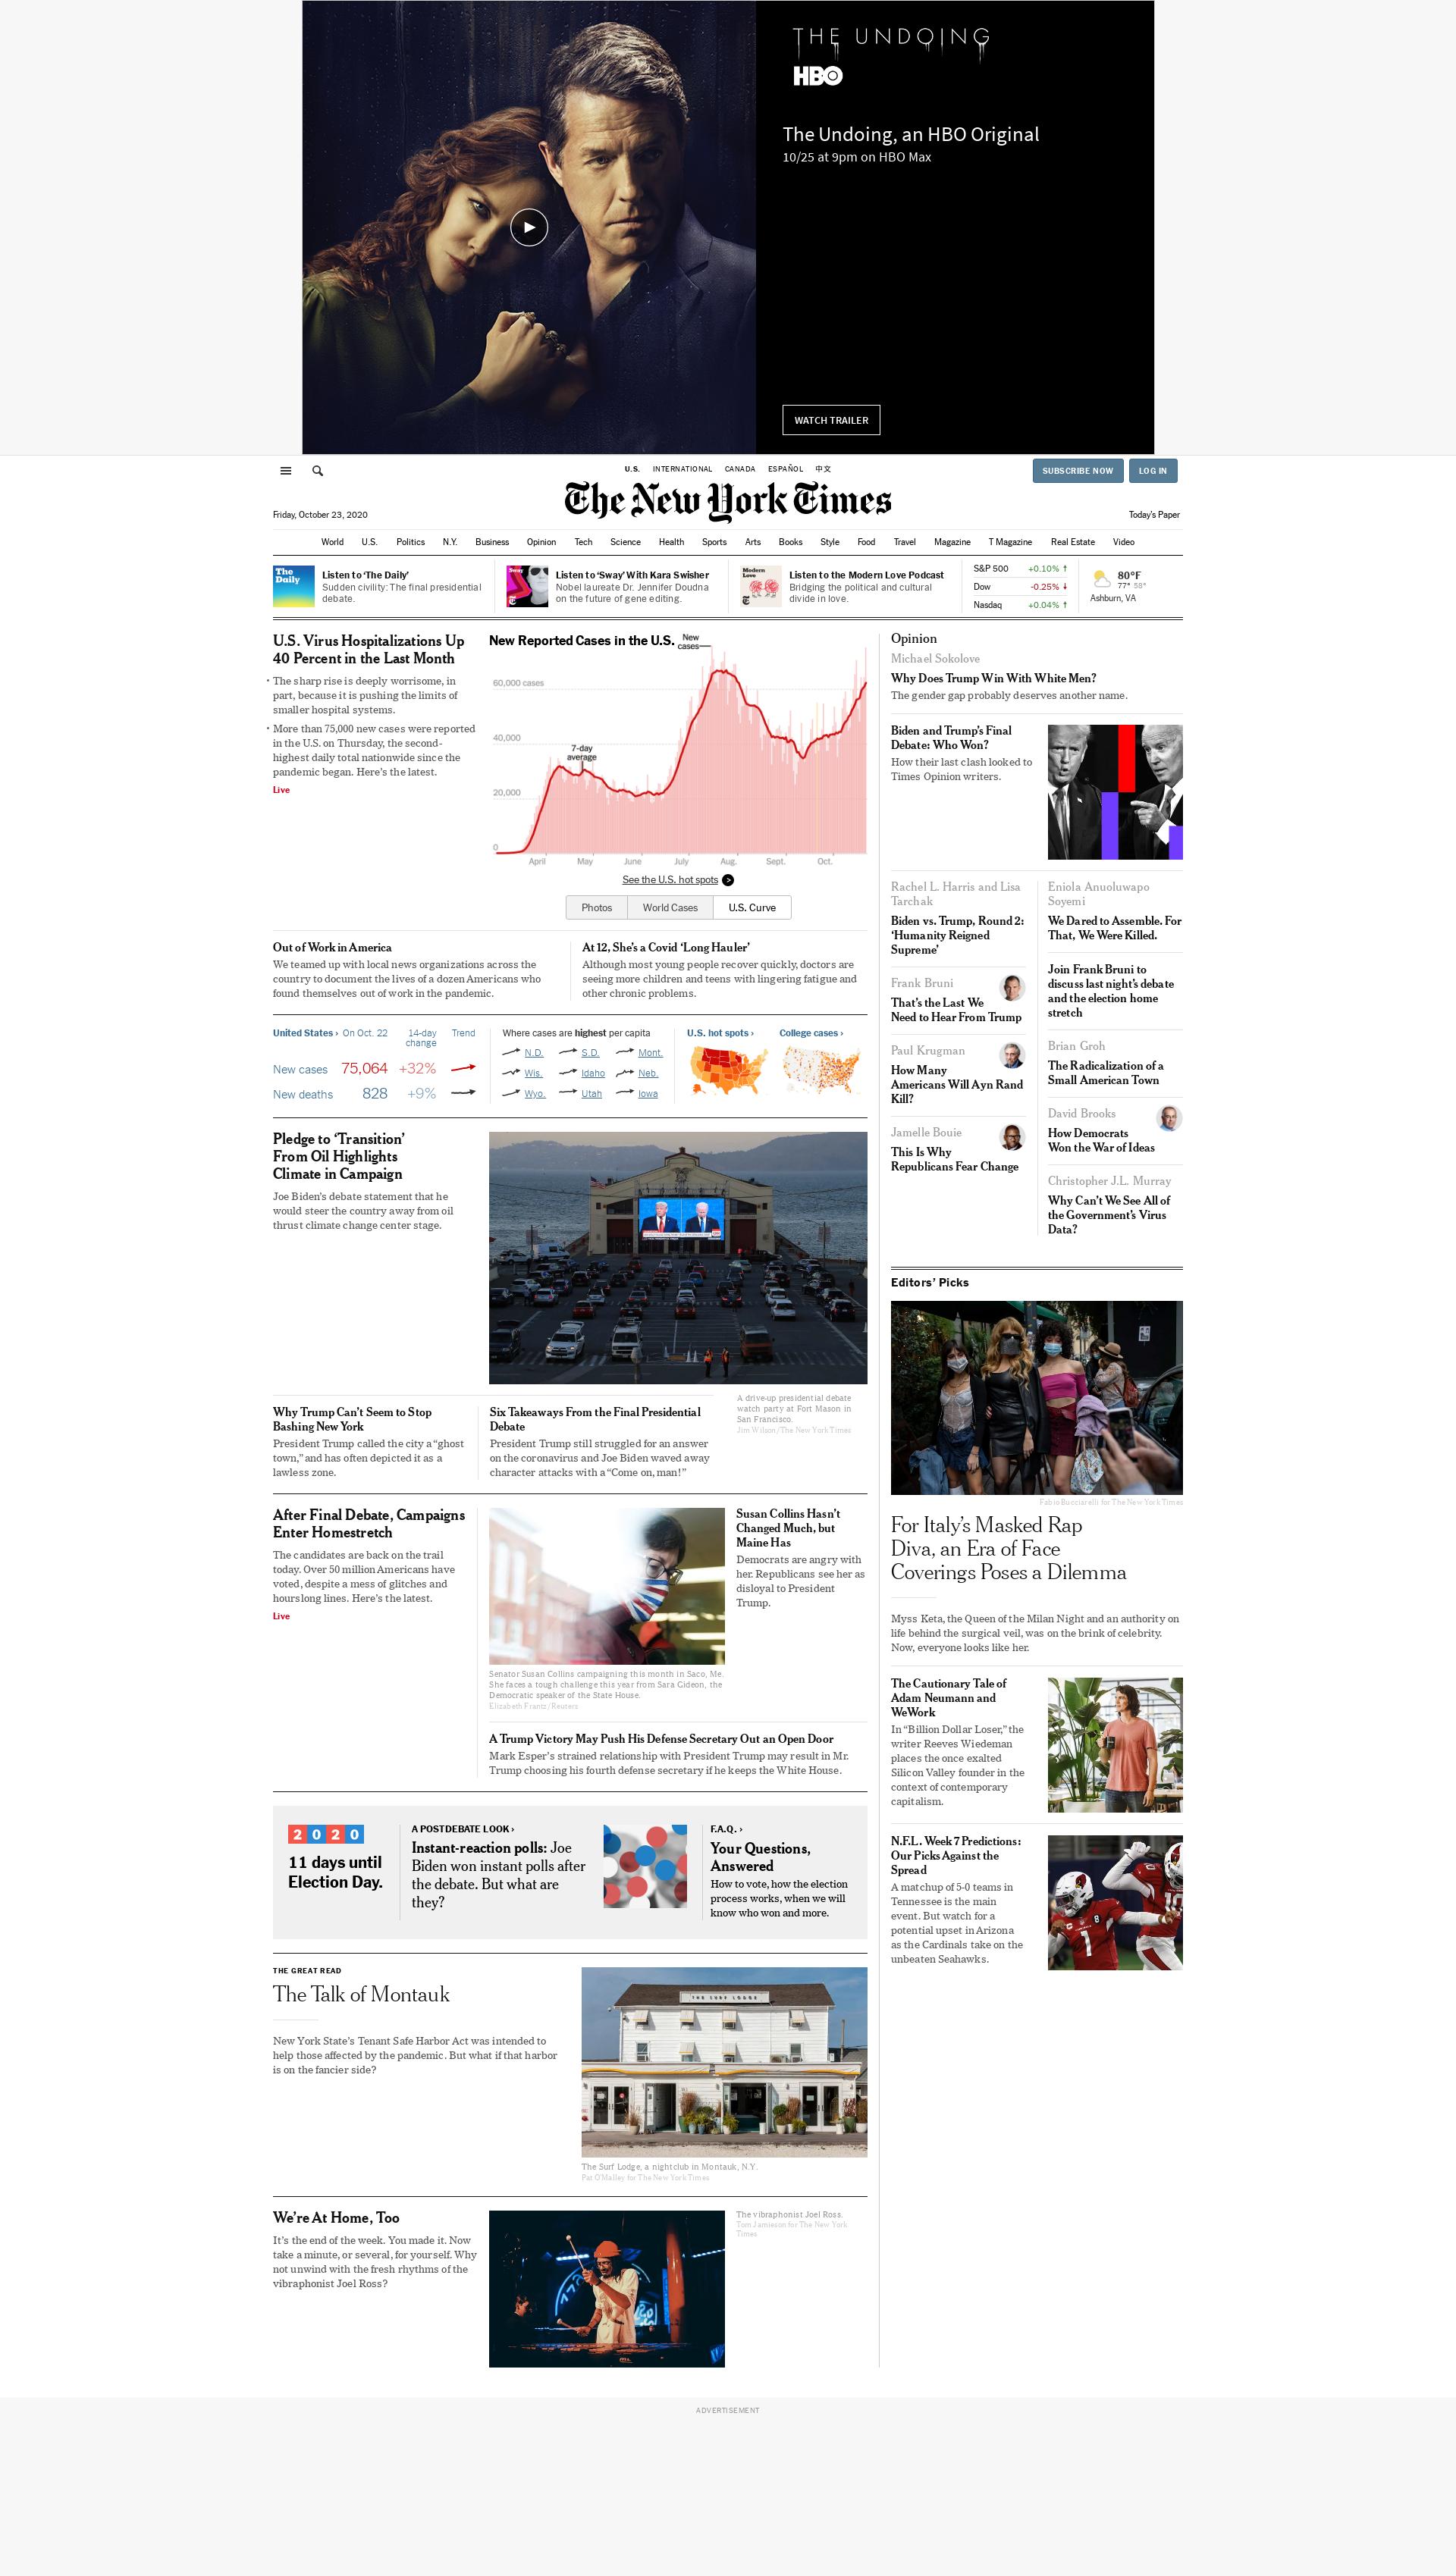 THE UNDOING
HBO
The Undoing, an HBO Original
10/25 at 9pm on HBO Max
WATCH TRAILER
U.S. INTERNATIONAL CANADA ESPAÑOL 中文
SUBSCRIBE NOW LOG IN
The New York Times
Friday, October 23, 2020
Today's Paper
World U.S. Politics N.Y. Business Opinion Tech Science Health Sports Arts Books Style Food Travel Magazine T Magazine Real Estate Video
The
Daily
Listen to 'The Daily'
Sudden civility: The final presidential
debate.
Sway
Listen to 'Sway' With Kara Swisher
Nobel laureate Dr. Jennifer Doudna
on the future of gene editing.
Modern
Love
Listen to the Modern Love Podcast
Bridging the political and cultural
divide in love.
S&P 500 +0.10% ↑
Dow -0.25% ↓
Nasdaq +0.04% ↑
80°F
77° 58°
Ashburn, VA
U.S. Virus Hospitalizations Up
40 Percent in the Last Month
• The sharp rise is deeply worrisome, in
part, because it is pushing the limits of
smaller hospital systems.
• More than 75,000 new cases were reported
in the U.S. on Thursday, the second-
highest daily total nationwide since the
pandemic began. Here's the latest.
Live
New Reported Cases in the U.S.
New
cases
60,000 cases
40,000
7-day
average
20,000
0
April May June July Aug. Sept. Oct.
See the U.S. hot spots >
Photos World Cases U.S. Curve
Out of Work in America
We teamed up with local news organizations across the
country to document the lives of a dozen Americans who
found themselves out of work in the pandemic.
At 12, She's a Covid 'Long Hauler'
Although most young people recover quickly, doctors are
seeing more children and teens with lingering fatigue and
other chronic problems.
United States › On Oct. 22 14-day
change Trend
New cases 75,064 +32%
New deaths 828 +9%
Where cases are highest per capita
N.D. S.D. Mont.
Wis. Idaho Neb.
Wyo. Utah Iowa
U.S. hot spots › College cases ›
Pledge to 'Transition'
From Oil Highlights
Climate in Campaign
Joe Biden's debate statement that he
would steer the country away from oil
thrust climate change center stage.
A drive-up presidential debate
watch party at Fort Mason in
San Francisco.
Jim Wilson/The New York Times
Why Trump Can't Seem to Stop
Bashing New York
President Trump called the city a "ghost
town," and has often depicted it as a
lawless zone.
Six Takeaways From the Final Presidential
Debate
President Trump still struggled for an answer
on the coronavirus and Joe Biden waved away
character attacks with a "Come on, man!"
After Final Debate, Campaigns
Enter Homestretch
The candidates are back on the trail
today. Over 50 million Americans have
voted, despite a mess of glitches and
hourslong lines. Here's the latest.
Live
Senator Susan Collins campaigning this month in Saco, Me.
She faces a tough challenge this year from Sara Gideon, the
Democratic speaker of the State House.
Elizabeth Frantz/Reuters
Susan Collins Hasn't
Changed Much, but
Maine Has
Democrats are angry with
her. Republicans see her as
disloyal to President
Trump.
A Trump Victory May Push His Defense Secretary Out an Open Door
Mark Esper's strained relationship with President Trump may result in Mr.
Trump choosing his fourth defense secretary if he keeps the White House.
2020
11 days until
Election Day.
A POSTDEBATE LOOK ›
Instant-reaction polls: Joe
Biden won instant polls after
the debate. But what are
they?
F.A.Q. ›
Your Questions,
Answered
How to vote, how the election
process works, when we will
know who won and more.
THE GREAT READ
The Talk of Montauk
New York State's Tenant Safe Harbor Act was intended to
help those affected by the pandemic. But what if that harbor
is on the fancier side?
THE SURF LODGE
The Surf Lodge, a nightclub in Montauk, N.Y.
Pat O'Malley for The New York Times
We're At Home, Too
It's the end of the week. You made it. Now
take a minute, or several, for yourself. Why
not unwind with the fresh rhythms of the
vibraphonist Joel Ross?
The vibraphonist Joel Ross.
Tom Jamieson for The New York
Times
Opinion
Michael Sokolove
Why Does Trump Win With White Men?
The gender gap probably deserves another name.
Biden and Trump's Final
Debate: Who Won?
How their last clash looked to
Times Opinion writers.
Rachel L. Harris and Lisa
Tarchak
Biden vs. Trump, Round 2:
'Humanity Reigned
Supreme'
Frank Bruni
That's the Last We
Need to Hear From Trump
Paul Krugman
How Many
Americans Will Ayn Rand
Kill?
Jamelle Bouie
This Is Why
Republicans Fear Change
Eniola Anuoluwapo
Soyemi
We Dared to Assemble. For
That, We Were Killed.
Join Frank Bruni to
discuss last night's debate
and the election home
stretch
Brian Groh
The Radicalization of a
Small American Town
David Brooks
How Democrats
Won the War of Ideas
Christopher J.L. Murray
Why Can't We See All of
the Government's Virus
Data?
Editors' Picks
Fabio Bucciarelli for The New York Times
For Italy's Masked Rap
Diva, an Era of Face
Coverings Poses a Dilemma
Myss Keta, the Queen of the Milan Night and an authority on
life behind the surgical veil, was on the brink of celebrity.
Now, everyone looks like her.
The Cautionary Tale of
Adam Neumann and
WeWork
In "Billion Dollar Loser," the
writer Reeves Wiedeman
places the once exalted
Silicon Valley founder in the
context of contemporary
capitalism.
N.F.L. Week 7 Predictions:
Our Picks Against the
Spread
A matchup of 5-0 teams in
Tennessee is the main
event. But watch for a
potential upset in Arizona
as the Cardinals take on the
unbeaten Seahawks.
ADVERTISEMENT